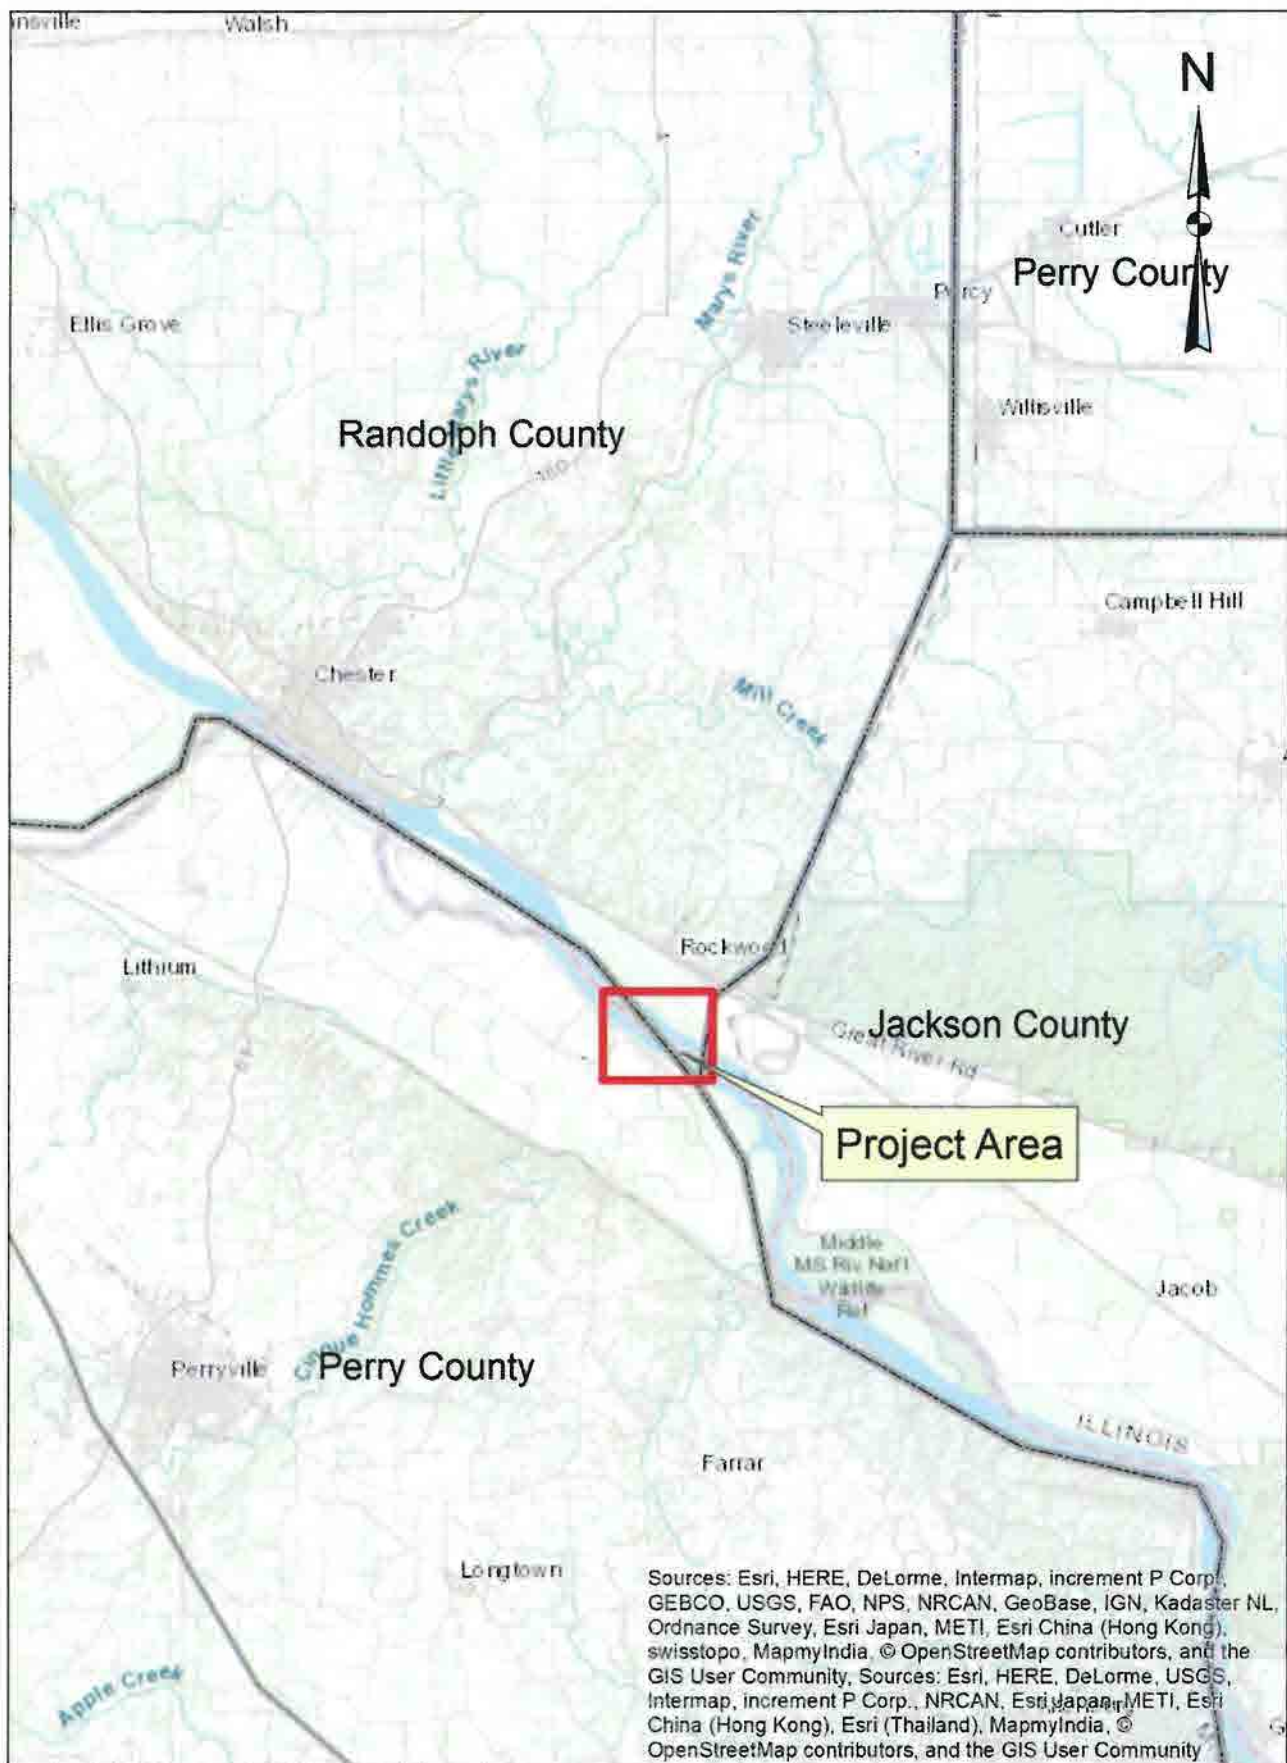 Walsh
N
Cutler
Perry County
Percy
Ellis Grove
Marys River
Steeleville
Little Marys River
Willisville
Randolph County
Campbell Hill
Chester
Mill Creek
Rockwood
Lithium
Jackson County
Great River Rd
Project Area
Middle
MS Riv Nat'l
Wildlife
Ref
Jacob
Cinque Hommes Creek
Perryville
Perry County
ILLINOIS
Farrar
Longtown
Apple Creek
Sources: Esri, HERE, DeLorme, Intermap, increment P Corp.,
GEBCO, USGS, FAO, NPS, NRCAN, GeoBase, IGN, Kadaster NL,
Ordnance Survey, Esri Japan, METI, Esri China (Hong Kong),
swisstopo, MapmyIndia, © OpenStreetMap contributors, and the
GIS User Community, Sources: Esri, HERE, DeLorme, USGS,
Intermap, increment P Corp., NRCAN, Esri Japan, METI, Esri
China (Hong Kong), Esri (Thailand), MapmyIndia, ©
OpenStreetMap contributors, and the GIS User Community